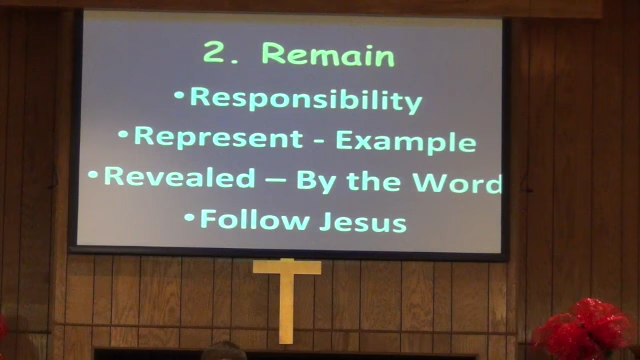 2. Remain
•Responsibility
•Represent - Example
•Revealed – By the Word
•Follow Jesus